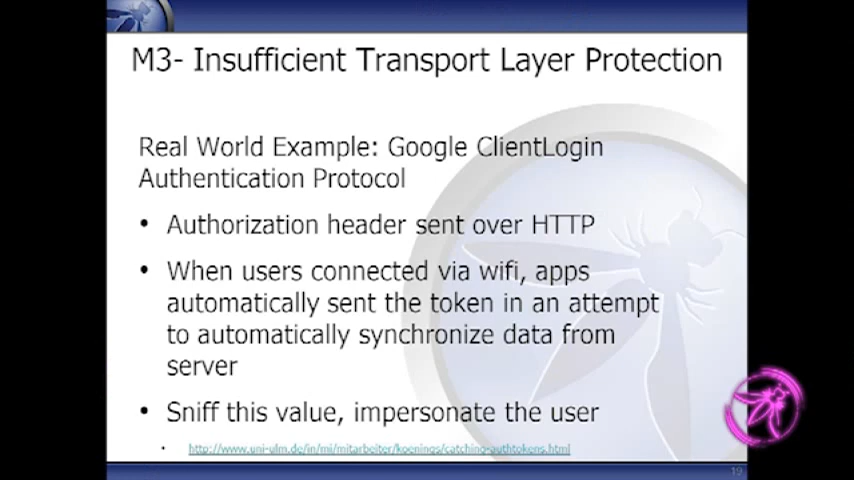 M3- Insufficient Transport Layer Protection
Real World Example: Google ClientLogin
Authentication Protocol
• Authorization header sent over HTTP
• When users connected via wifi, apps
automatically sent the token in an attempt
to automatically synchronize data from
server
• Sniff this value, impersonate the user
• http://www.uni-ulm.de/in/mi/mitarbeiter/koenings/catching-authtokens.html
19